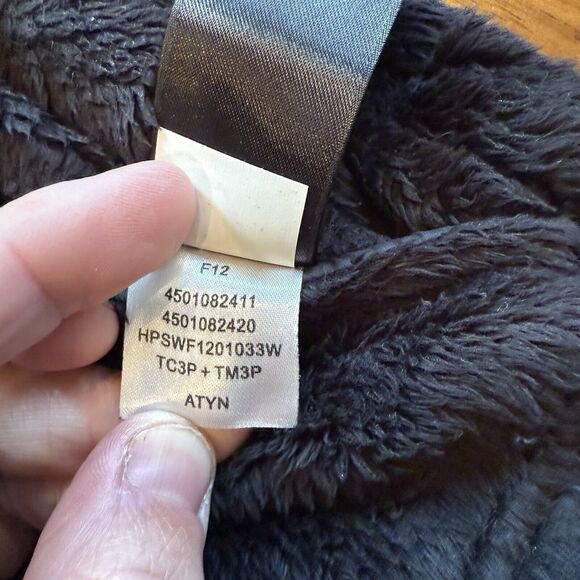 F12
4501082411
4501082420
HPSWF1201033W
TC3P + TM3P
ATYN